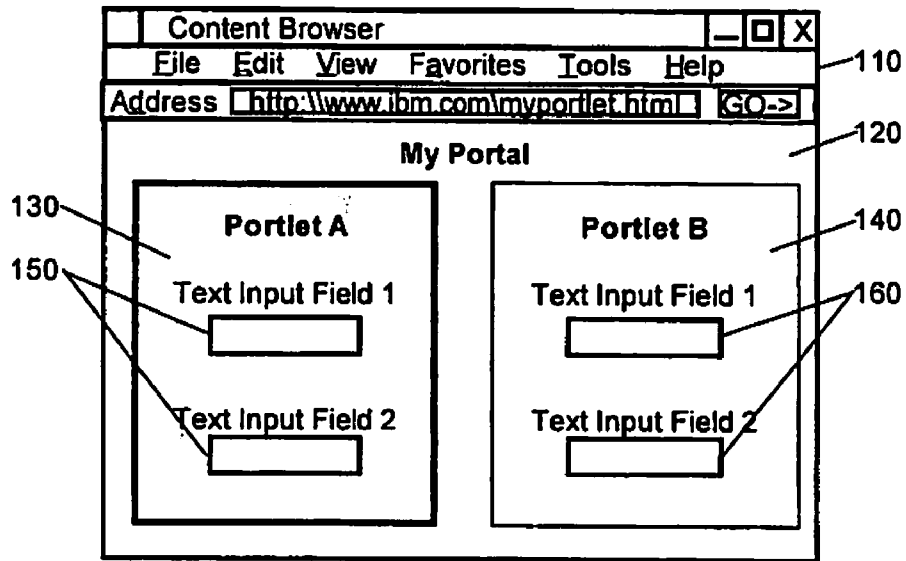 Content Browser
File Edit View Favorites Tools Help
110
Address http:\\www.ibm.com\myportlet.html GO->
120
My Portal
130
Portlet A
Portlet B
140
150
Text Input Field 1
Text Input Field 1
160
Text Input Field 2
Text Input Field 2